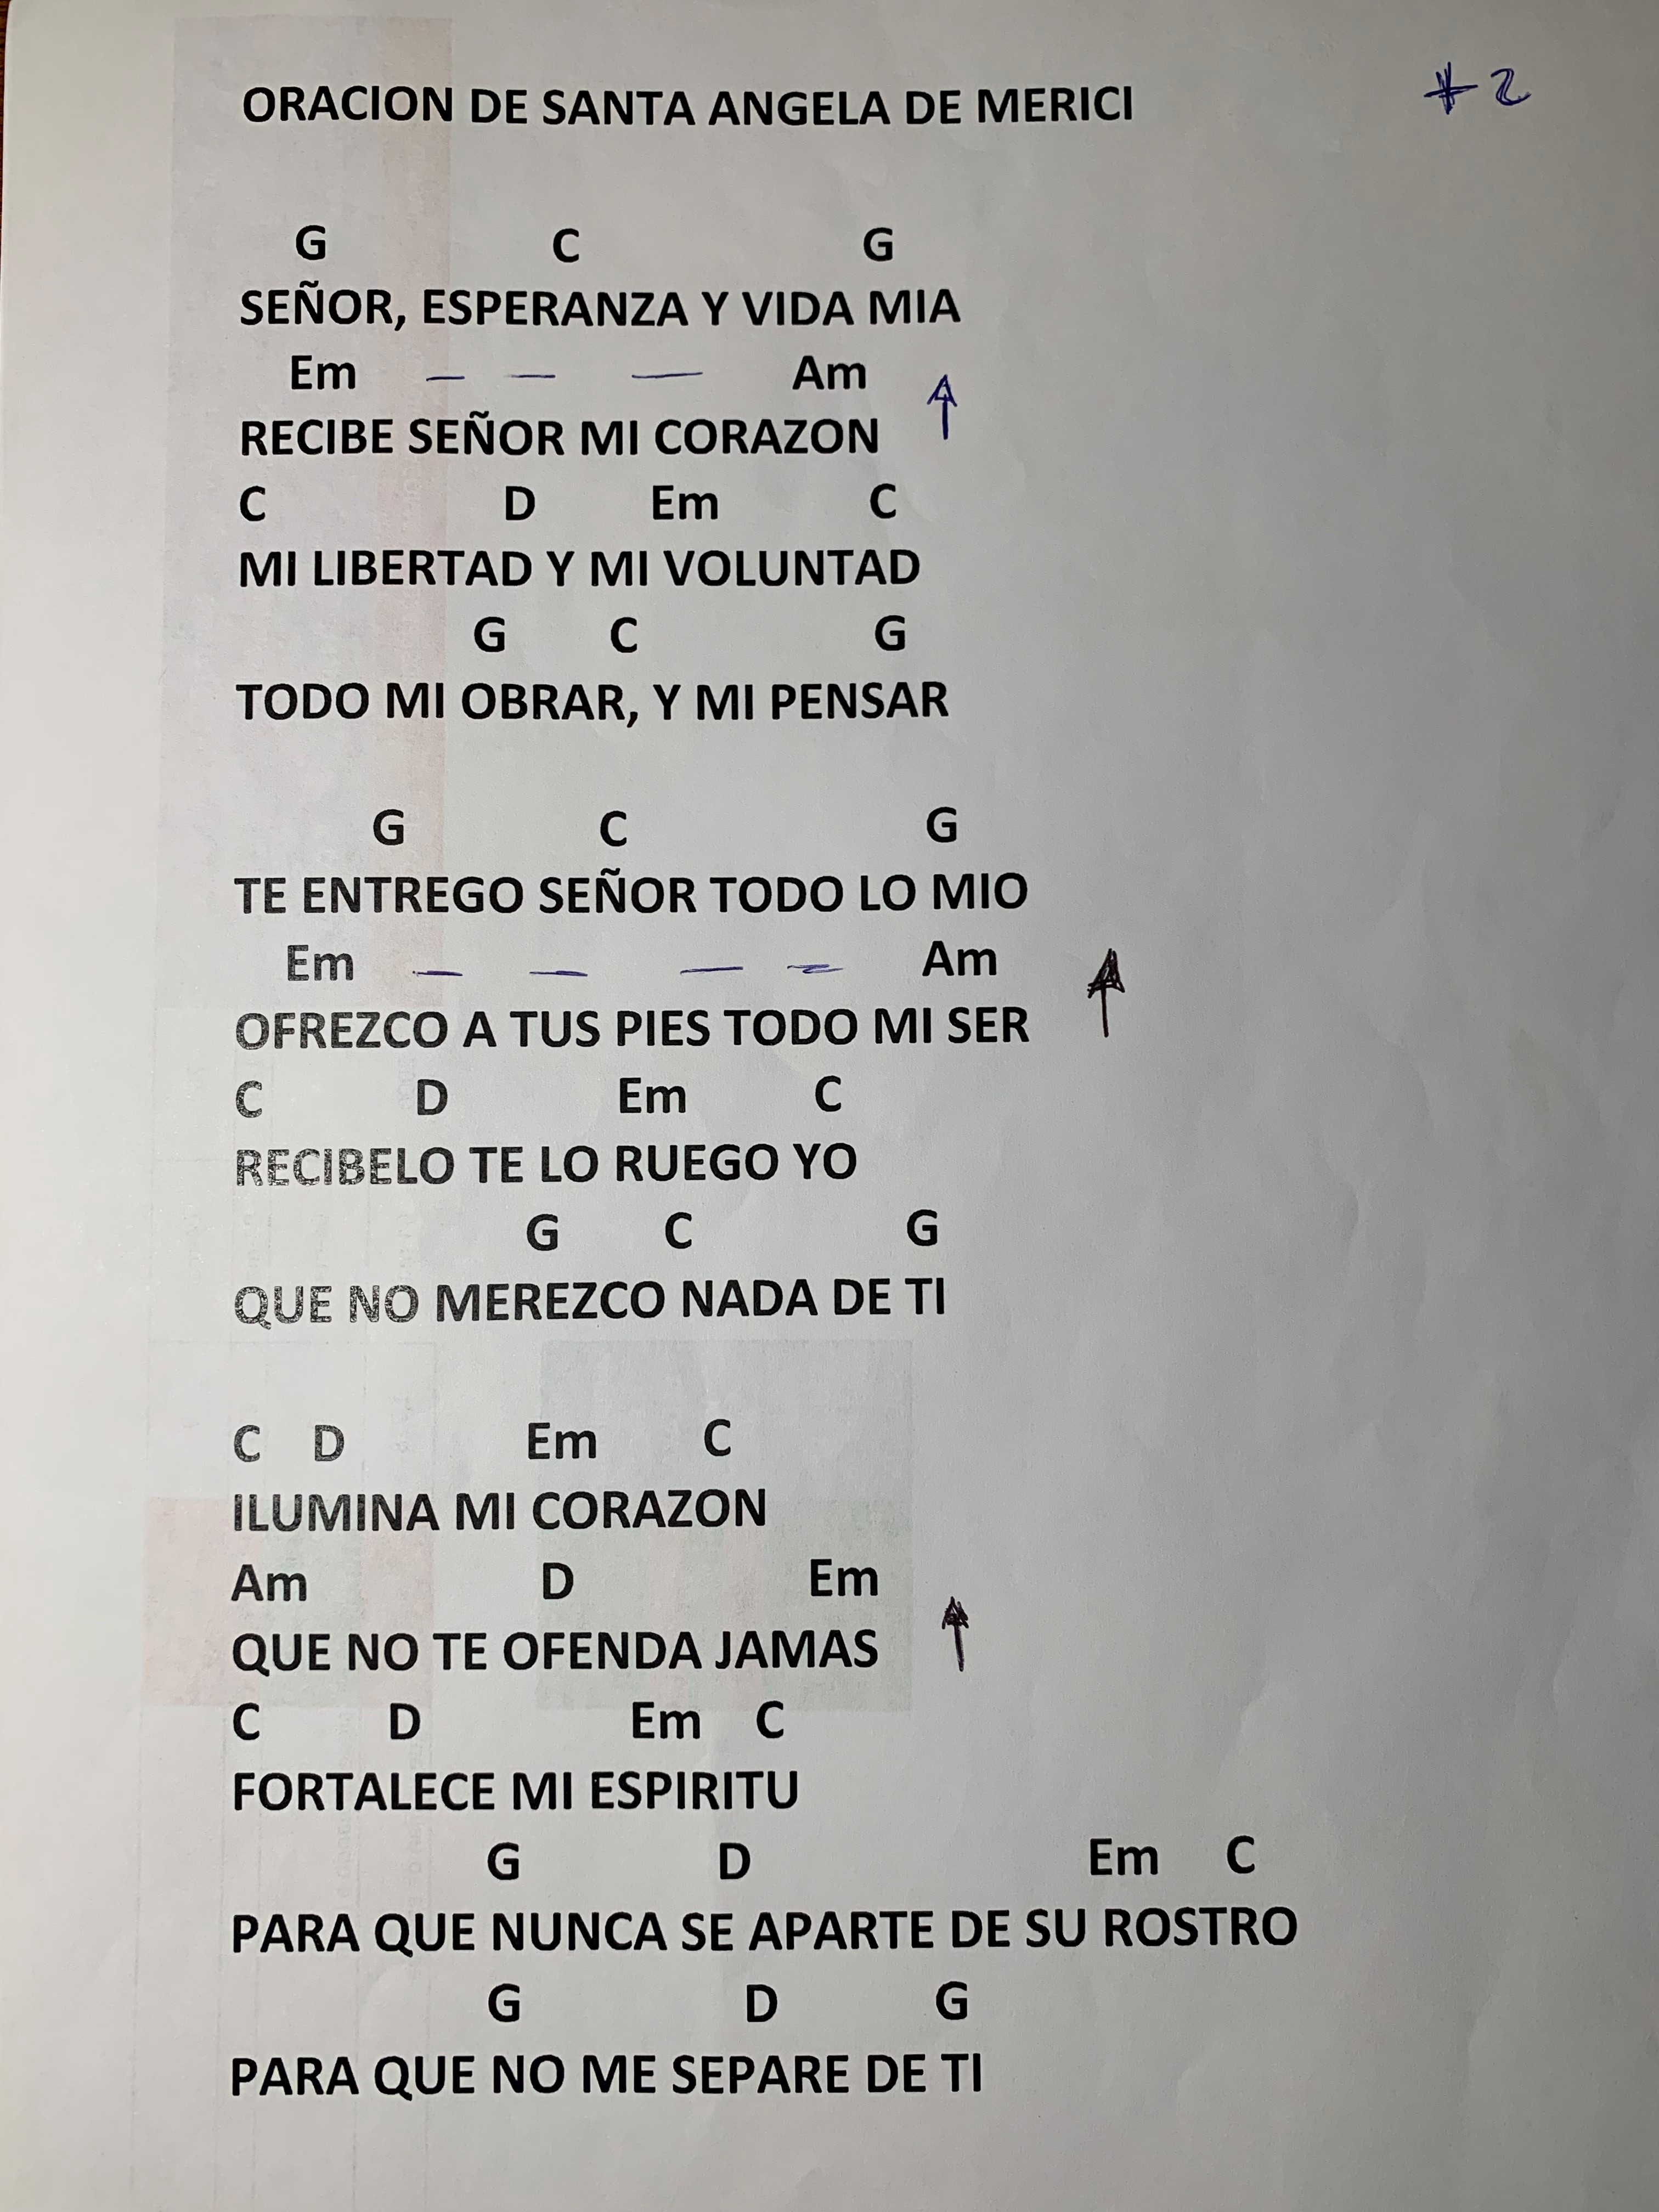 ORACION DE SANTA ANGELA DE MERICI
+2
G C G
SEÑOR, ESPERANZA Y VIDA MIA
Em — — — Am ↑
RECIBE SEÑOR MI CORAZON
C D Em C
MI LIBERTAD Y MI VOLUNTAD
G C G
TODO MI OBRAR, Y MI PENSAR
G C G
TE ENTREGO SEÑOR TODO LO MIO
Em — — — — Am ↑
OFREZCO A TUS PIES TODO MI SER
C D Em C
RECIBELO TE LO RUEGO YO
G C G
QUE NO MEREZCO NADA DE TI
C D Em C
ILUMINA MI CORAZON
Am D Em ↑
QUE NO TE OFENDA JAMAS
C D Em C
FORTALECE MI ESPIRITU
G D Em C
PARA QUE NUNCA SE APARTE DE SU ROSTRO
G D G
PARA QUE NO ME SEPARE DE TI